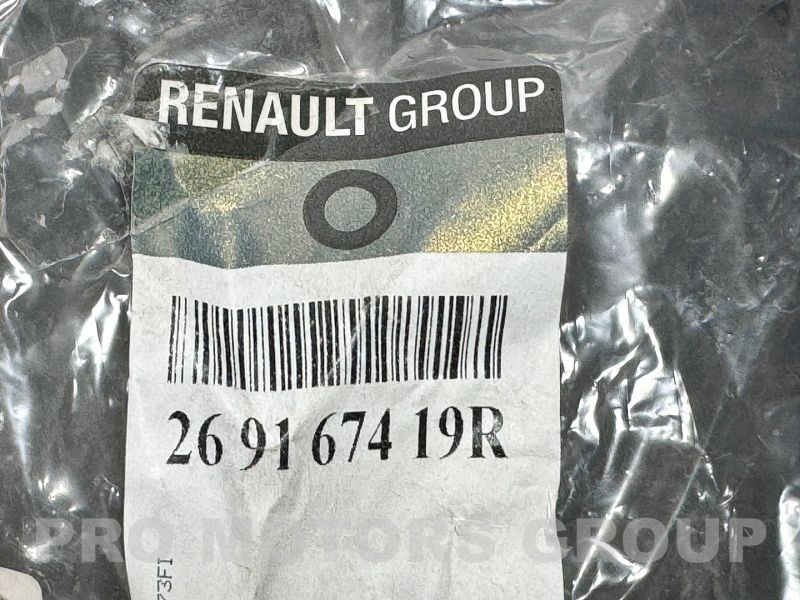 RENAULT GROUP
26 91 674 19R
PRO MOTORS GROUP